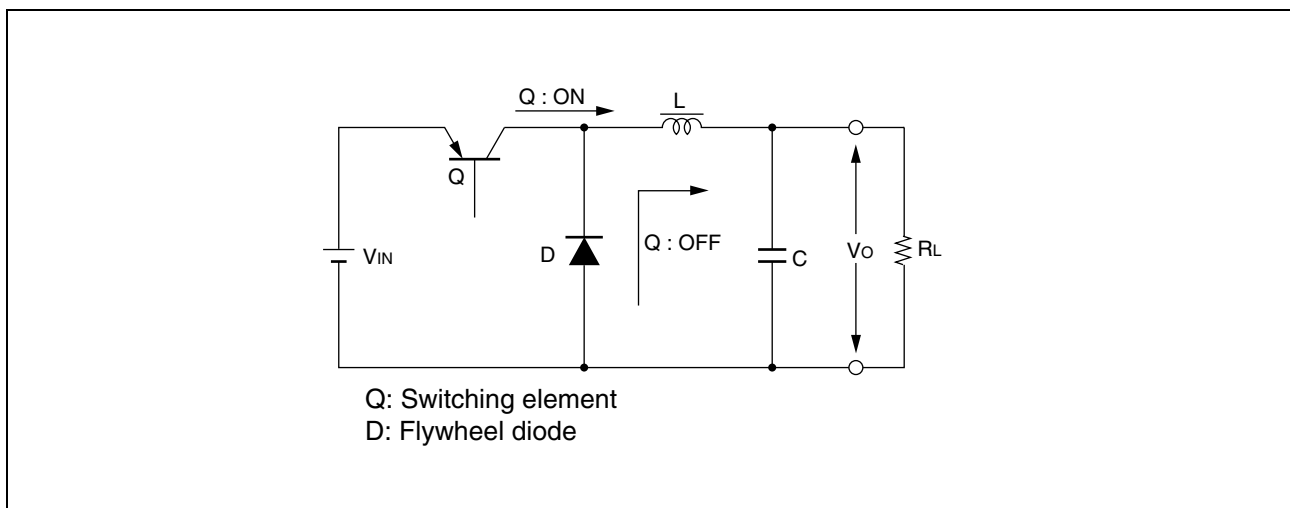 Q : ON
L
Q
VIN
D
Q : OFF
C
VO
RL
Q: Switching element
D: Flywheel diode